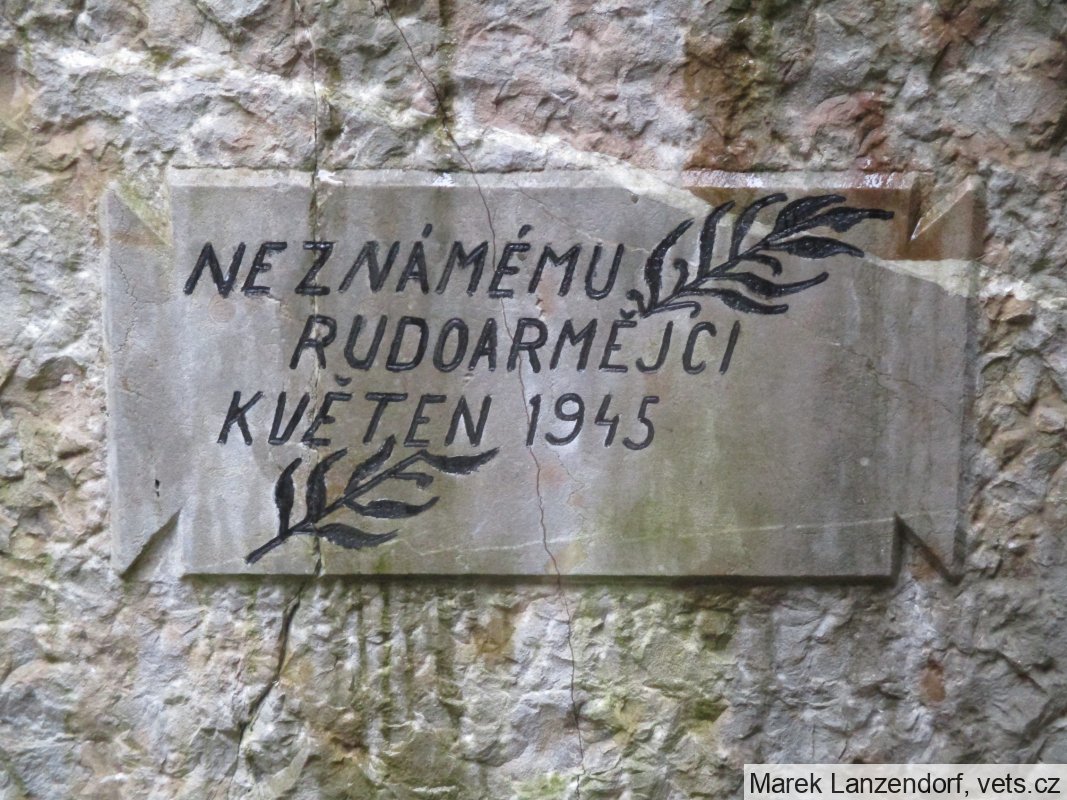 NEZNÁMÉMU
RUDOARMĚJCI
KVĚTEN 1945
Marek Lanzendorf, vets.cz